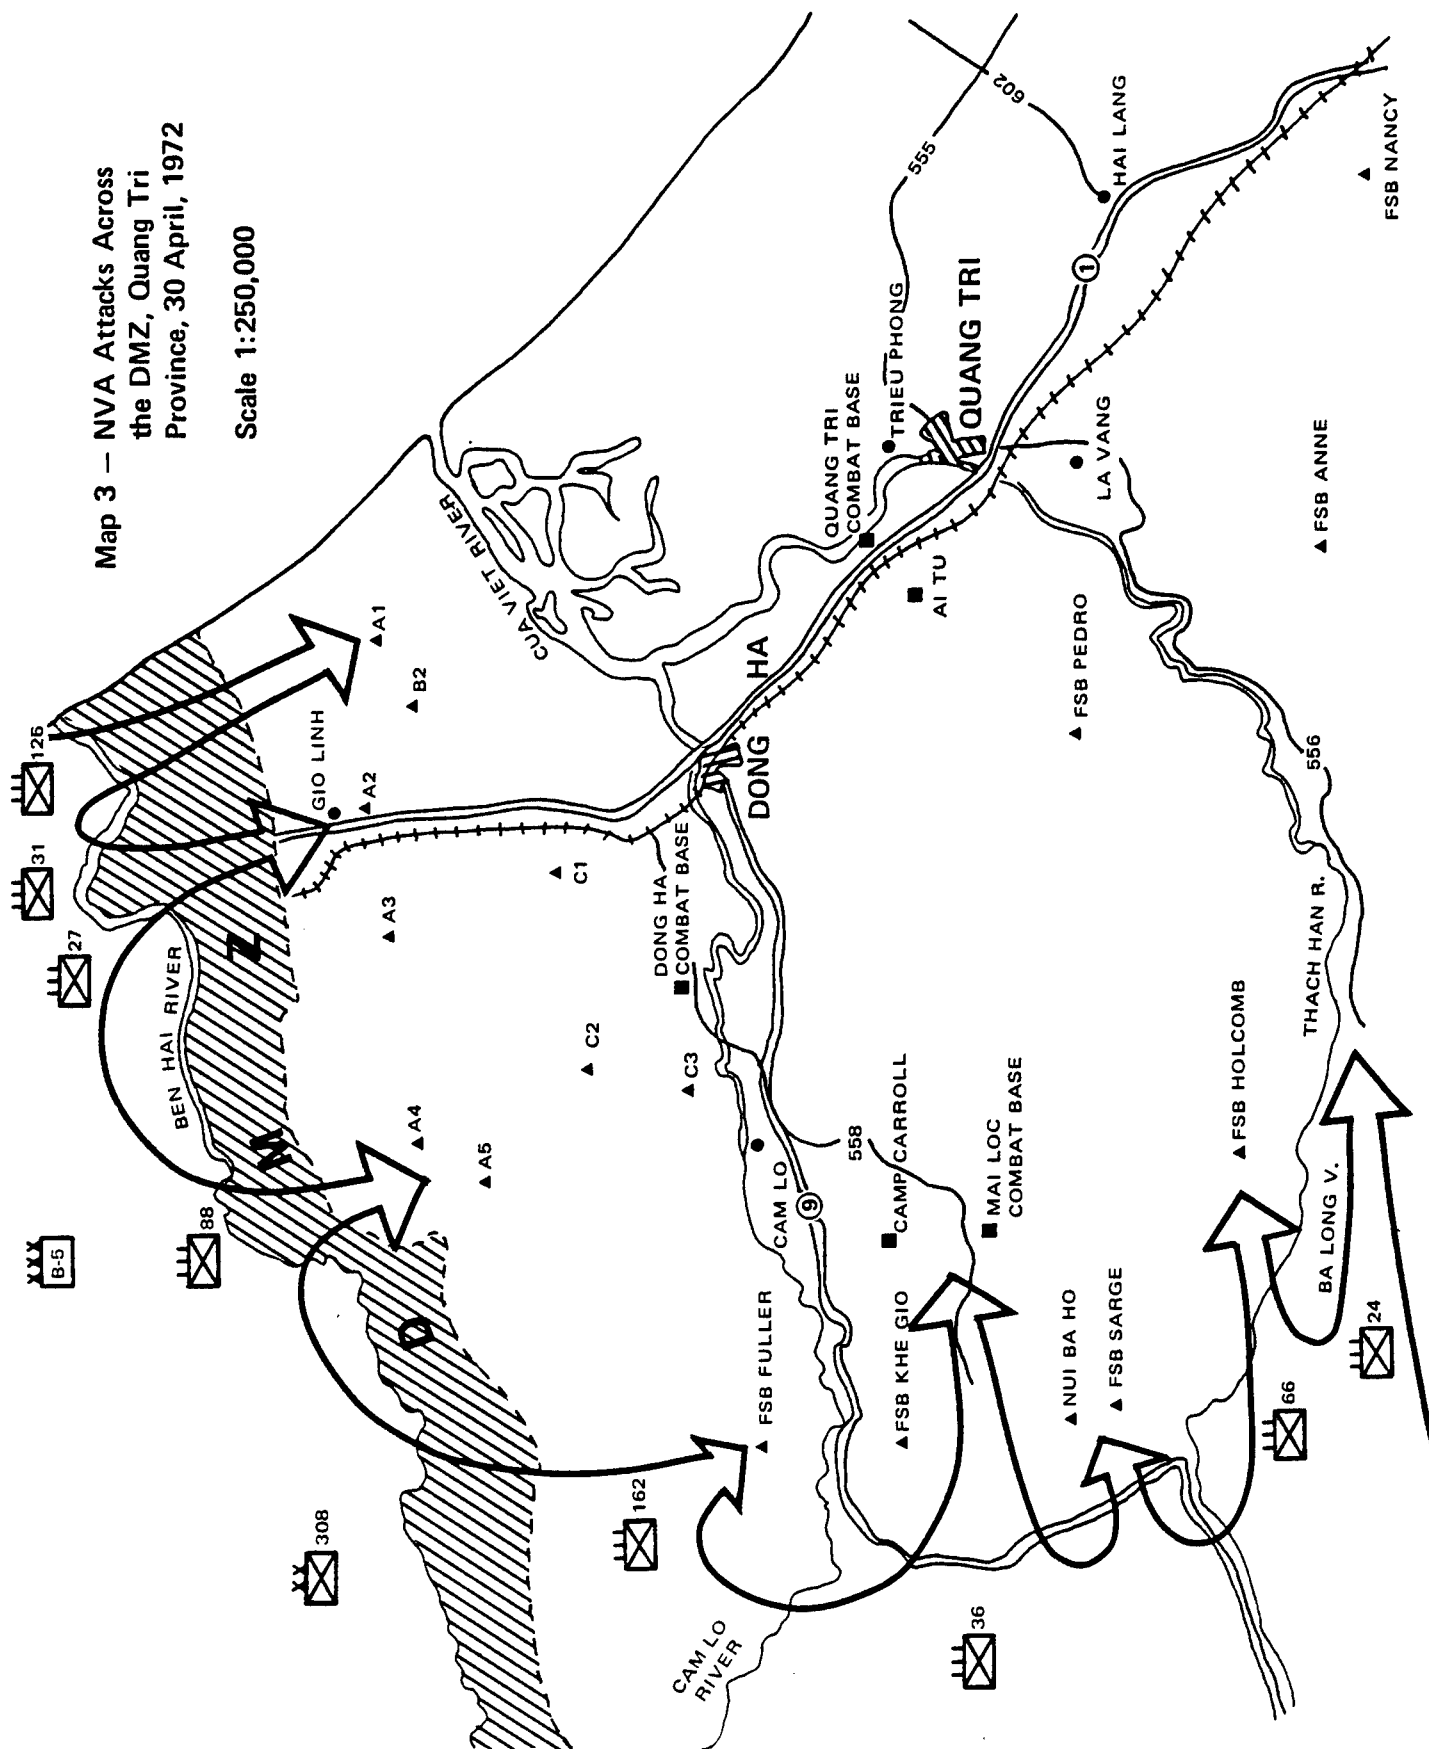 Map 3 — NVA Attacks Across
the DMZ, Quang Tri
Province, 30 April, 1972
Scale 1:250,000
B-5
308
88
27
31
126
162
36
66
24
D
M
Z
BEN HAI RIVER
GIO LINH
A1
B2
A2
A3
A4
A5
C1
C2
C3
CUA VIET RIVER
DONG HA
DONG HA
COMBAT BASE
QUANG TRI
COMBAT BASE
TRIEU PHONG
QUANG TRI
AI TU
LA VANG
HAI LANG
555
602
1
FSB NANCY
FSB ANNE
FSB PEDRO
556
THACH HAN R.
CAM LO
9
558
CAMP CARROLL
MAI LOC
COMBAT BASE
FSB HOLCOMB
BA LONG V.
FSB FULLER
FSB KHE GIO
NUI BA HO
FSB SARGE
CAM LO
RIVER